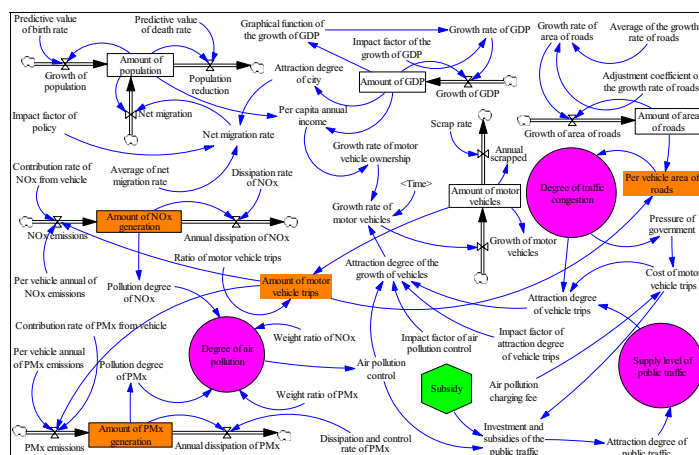 Predictive value of
birth rate
Predictive value of
death rate
Graphical function of
the growth of GDP
Growth rate of GDP
Growth rate of
area of roads
Average of the growth
rate of roads
Impact factor of the
growth of GDP
Amount of
population
Growth of
population
Population
reduction
Attraction degree
of city
Amount of GDP
Growth of GDP
Adjustment coefficient of
the growth rate of roads
Impact factor of
policy
Net migration
Net migration rate
Per capita annual
income
Scrap rate
Annual
scrapped
Growth of area of roads
Amount of area
of roads
Contribution rate of
NOx from vehicle
Average of net
migration rate
Dissipation rate
of NOx
Growth rate of motor
vehicle ownership
<Time>
Amount of motor
vehicles
Degree of traffic
congestion
Per vehicle area of
roads
Amount of NOx
generation
NOx emissions
Annual dissipation of NOx
Growth rate of
motor vehicles
Growth of motor
vehicles
Pressure of
government
Per vehicle annual of
NOx emissions
Pollution degree
of NOx
Ratio of motor vehicle trips
Amount of motor
vehicle trips
Attraction degree of the
growth of vehicles
Cost of motor
vehicle trips
Attraction degree
of vehicle trips
Contribution rate of PMx from vehicle
Per vehicle annual of
PMx emissions
Pollution degree
of PMx
Degree of air
pollution
Weight ratio of NOx
Impact factor of air
pollution control
Impact factor of
attraction degree
of vehicle trips
Supply level of
public traffic
Air pollution
control
Weight ratio of PMx
Subsidy
Air pollution
charging fee
Amount of PMx
generation
PMx emissions
Annual dissipation of PMx
Dissipation and control
rate of PMx
Investment and
subsidies of the
public traffic
Attraction degree of
public traffic